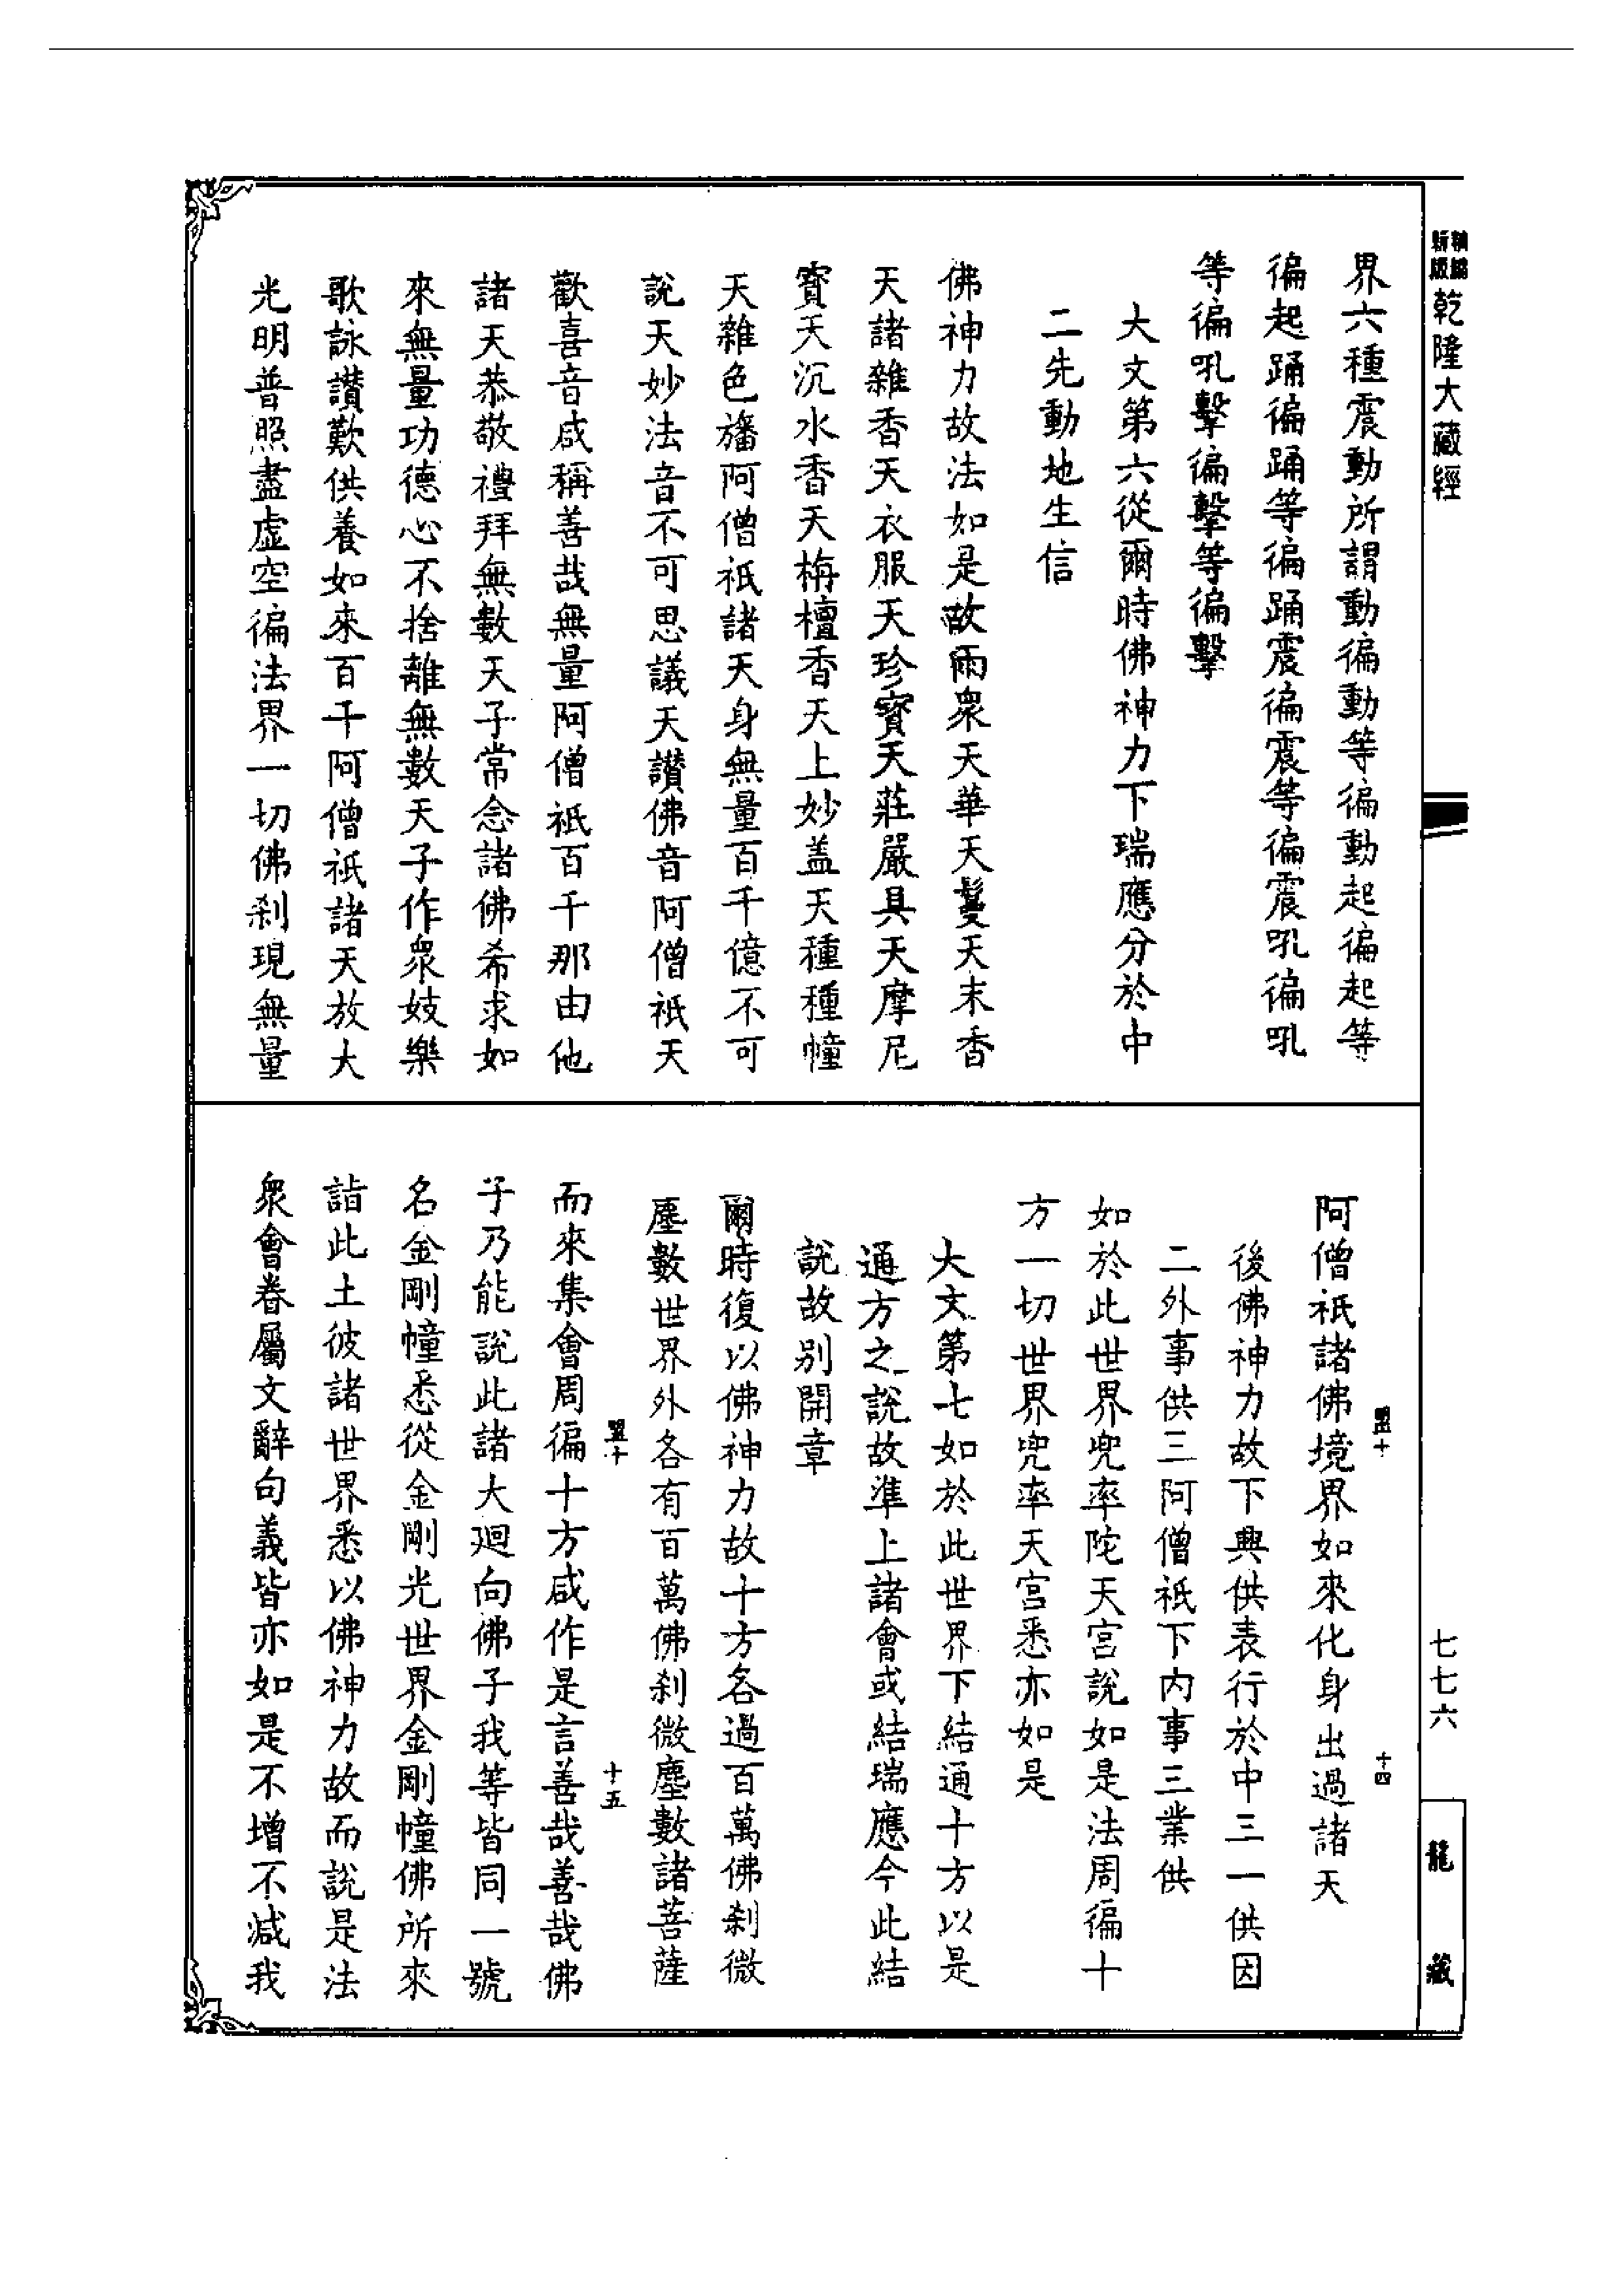 精編新版乾隆大藏經
界六種震動所謂動徧動等徧動起徧起等
徧起踊徧踊等徧踊震徧震等徧震吼徧吼
等徧吼擊徧擊等徧擊
大文第六從爾時佛神力下瑞應分於中
二先動地生信
佛神力故法如是故雨衆天華天鬘天末香
天諸雜香天衣服天珍寶天莊嚴具天摩尼
寶天沉水香天栴檀香天上妙盖天種種幢
天雜色旛阿僧祇諸天身無量百千億不可
說天妙法音不可思議天讃佛音阿僧祇天
歡喜音咸稱善哉無量阿僧祇百千那由他
諸天恭敬禮拜無數天子常念諸佛希求如
來無量功德心不捨離無數天子作衆妓樂
歌詠讃歎供養如來百千阿僧祇諸天放大
光明普照盡虛空徧法界一切佛刹現無量
阿僧祇諸佛境界如來化身出過諸天
後佛神力故下興供表行於中三一供因
二外事供三阿僧祇下内事三業供
如於此世界兜率陀天宮說如是法周徧十
方一切世界兜率天宮悉亦如是
大文第七如於此世界下結通十方以是
通方之說故準上諸會或結瑞應今此結
說故别開章
爾時復以佛神力故十方各過百萬佛刹微
塵數世界外各有百萬佛刹微塵數諸菩薩
而來集會周徧十方咸作是言善哉善哉佛
子乃能說此諸大迴向佛子我等皆同一號
名金剛幢悉從金剛光世界金剛幢佛所來
詣此土彼諸世界悉以佛神力故而說是法
衆會眷屬文辭句義皆亦如是不增不減我
盟十
十四
盟十
十五
七七六
龍藏